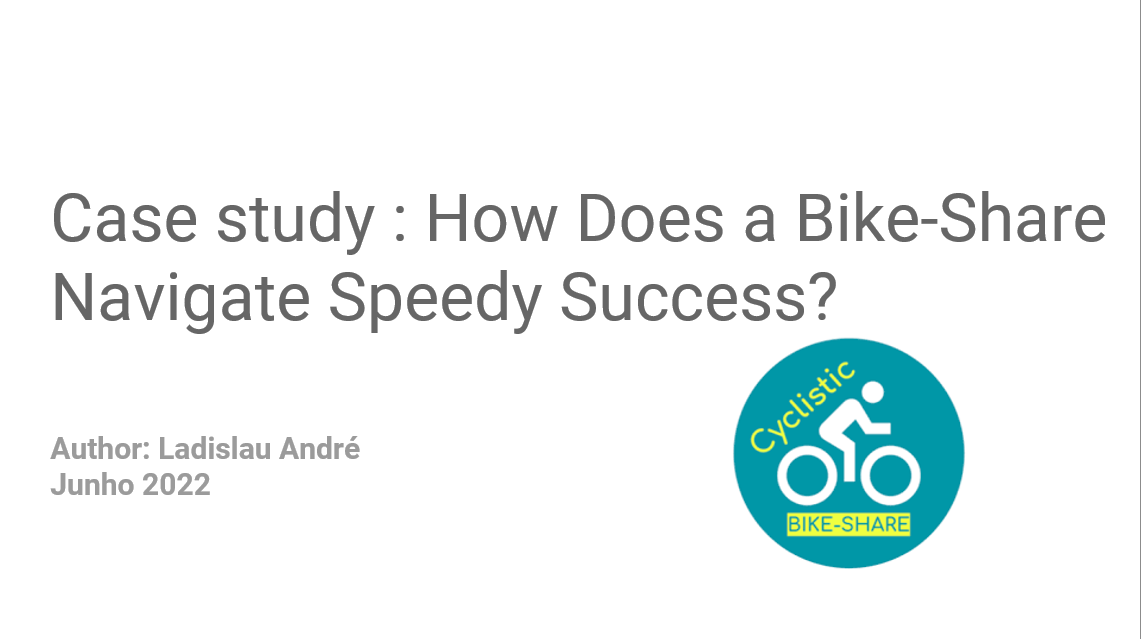 Case study : How Does a Bike-Share
Navigate Speedy Success?
Cyclistic
BIKE-SHARE
Author: Ladislau André
Junho 2022